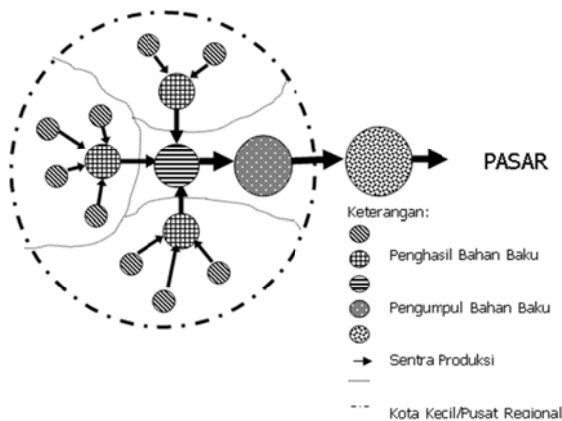 PASAR
Keterangan:
Penghasil Bahan Baku
Pengumpul Bahan Baku
Sentra Produksi
Kota Kecil/Pusat Regional